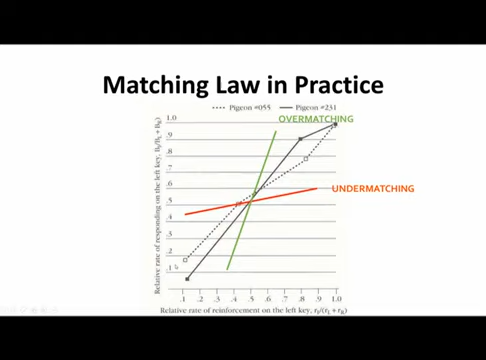 Matching Law in Practice
Pigeon #055 Pigeon #231
OVERMATCHING
UNDERMATCHING
Relative rate of responding on the left key, B_L/(B_L + B_R)
1.0
.9
.8
.7
.6
.5
.4
.3
.2
.1
.1 .2 .3 .4 .5 .6 .7 .8 .9 1.0
Relative rate of reinforcement on the left key, r_L/(r_L + r_R)